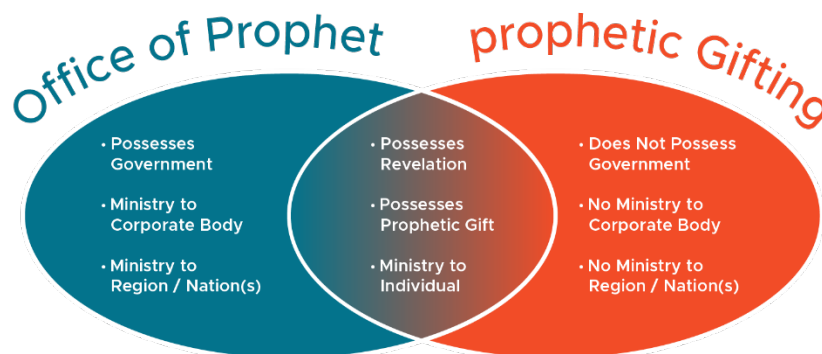 Office of Prophet
prophetic Gifting
• Possesses
Government
• Ministry to
Corporate Body
• Ministry to
Region / Nation(s)
• Possesses
Revelation
• Possesses
Prophetic Gift
• Ministry to
Individual
• Does Not Possess
Government
• No Ministry to
Corporate Body
• No Ministry to
Region / Nation(s)